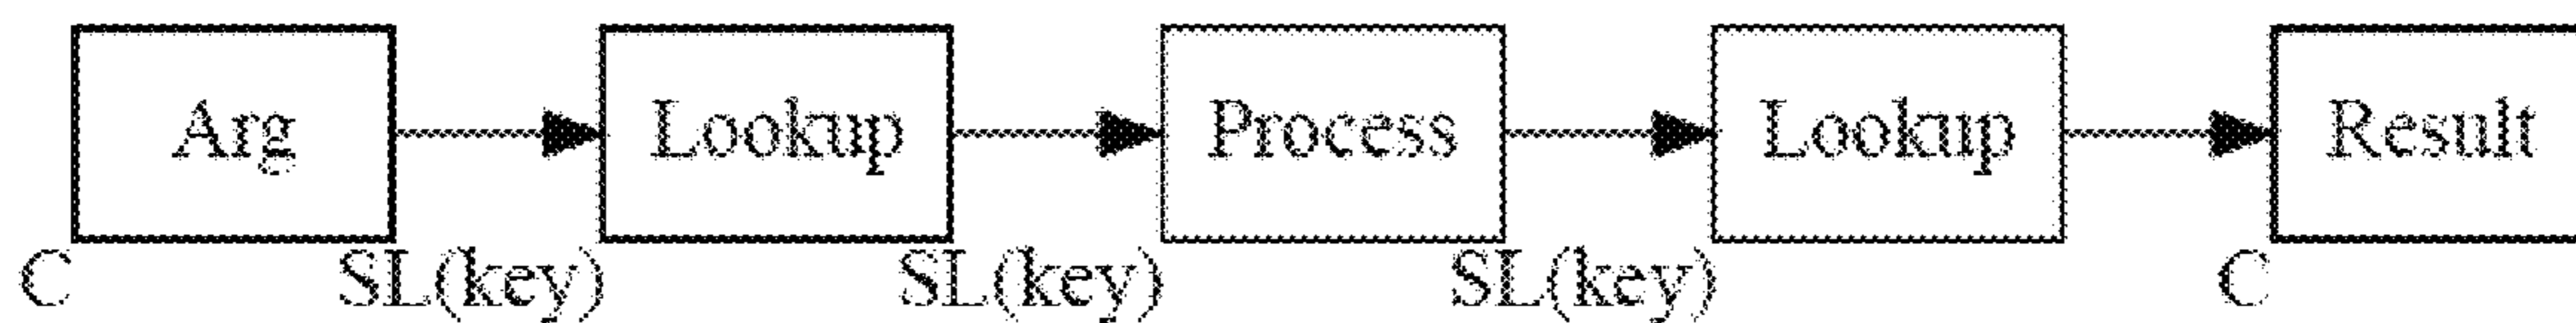 Arg Lookup Process Lookup Result
C SL(key) SL(key) SL(key) C